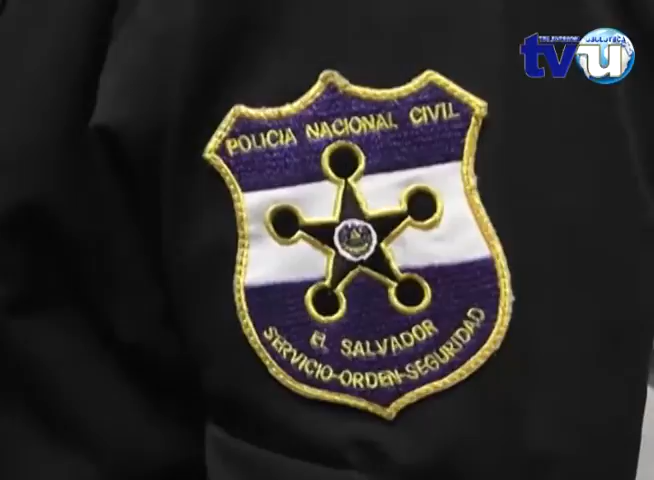 tvu
POLICIA NACIONAL CIVIL
EL SALVADOR
SERVICIO-ORDEN-SEGURIDAD